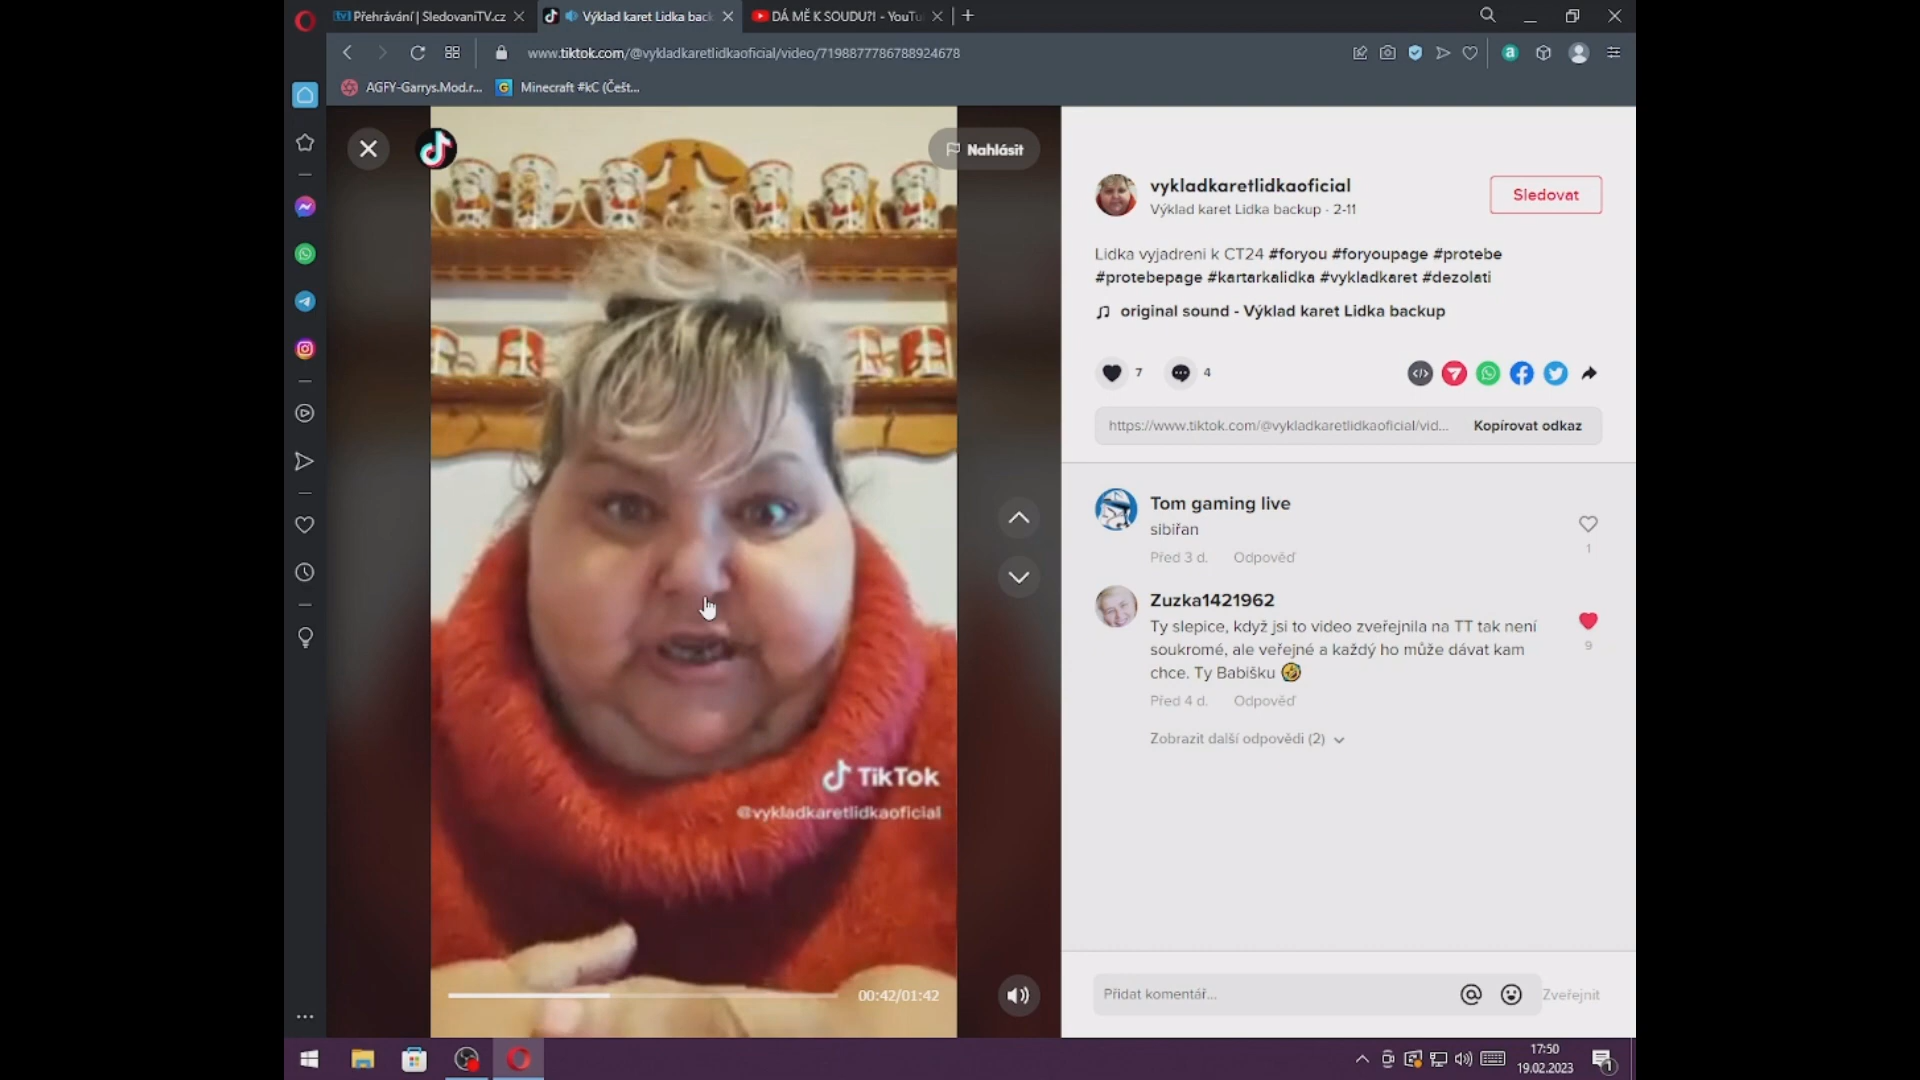 Přehrávání | SledovaniTV.cz
Výklad karet Lidka bac
DÁ MĚ K SOUDU?! - YouTu
www.tiktok.com/@vykladkaretlidkaoficial/video/7198877786788924678
AGFY-Garrys.Mod.r...
Minecraft #kC (Češt...
Nahlásit
vykladkaretlidkaoficial
Výklad karet Lidka backup · 2-11
Sledovat
Lidka vyjadreni k CT24 #foryou #foryoupage #protebe
#protebepage #kartarkalidka #vykladkaret #dezolati
original sound - Výklad karet Lidka backup
7
4
https://www.tiktok.com/@vykladkaretlidkaoficial/vid...
Kopírovat odkaz
Tom gaming live
sibiřan
Před 3 d. Odpověď
1
Zuzka1421962
Ty slepice, když jsi to video zveřejnila na TT tak není
soukromé, ale veřejné a každý ho může dávat kam
chce. Ty Babišku 🤣
9
Před 4 d. Odpověď
Zobrazit další odpovědi (2)
TikTok
@vykladkaretlidkaoficial
00:42/01:42
Přidat komentář...
Zveřejnit
17:50
19.02.2023
1